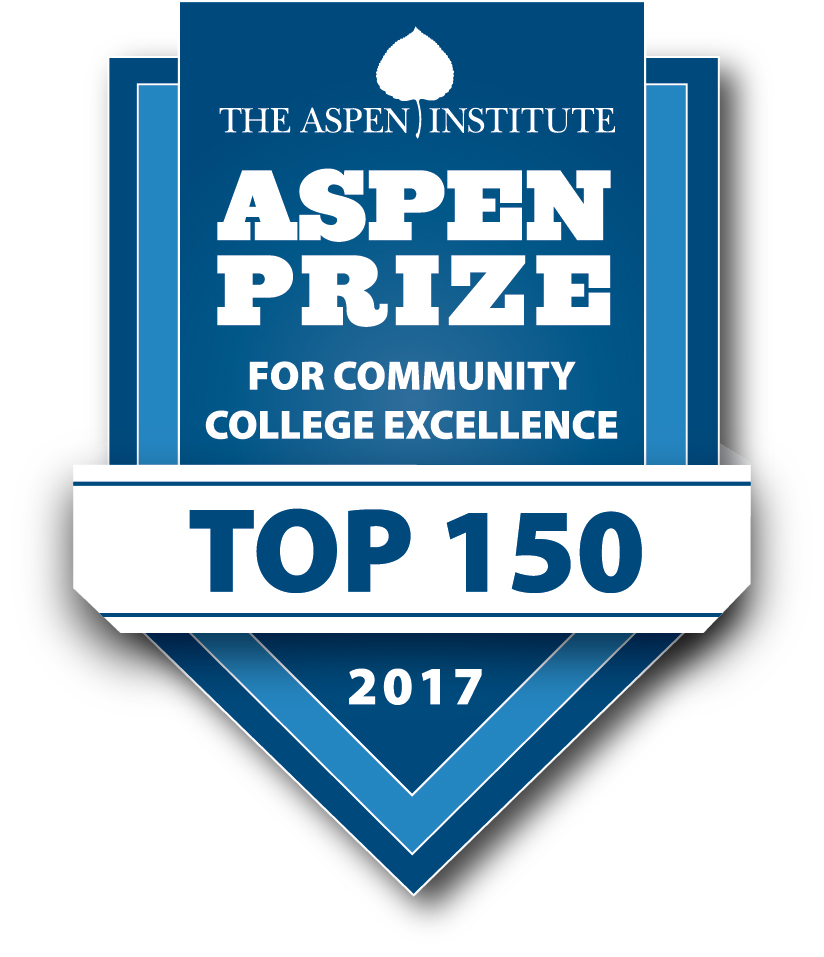 THE ASPEN INSTITUTE
ASPEN
PRIZE
FOR COMMUNITY
COLLEGE EXCELLENCE
TOP 150
2017